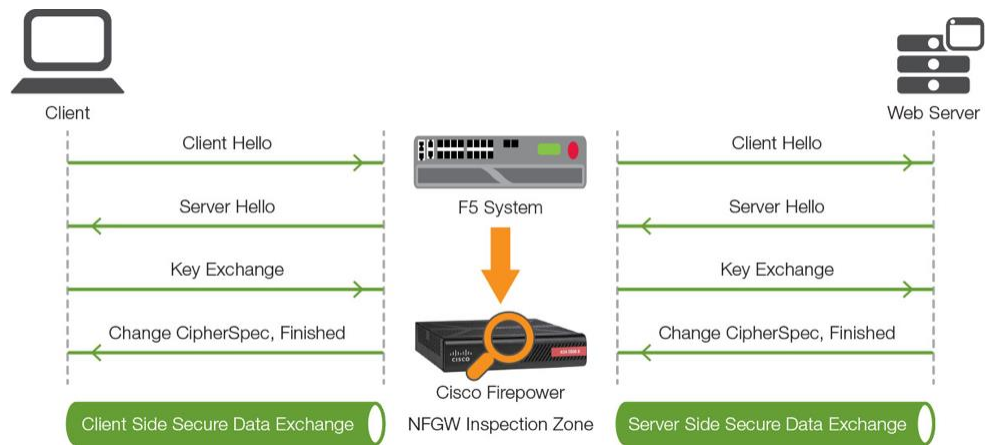 Client
Web Server
Client Hello
Server Hello
Key Exchange
Change CipherSpec, Finished
F5 System
CISCO
Cisco Firepower
Client Hello
Server Hello
Key Exchange
Change CipherSpec, Finished
Client Side Secure Data Exchange
NFGW Inspection Zone
Server Side Secure Data Exchange